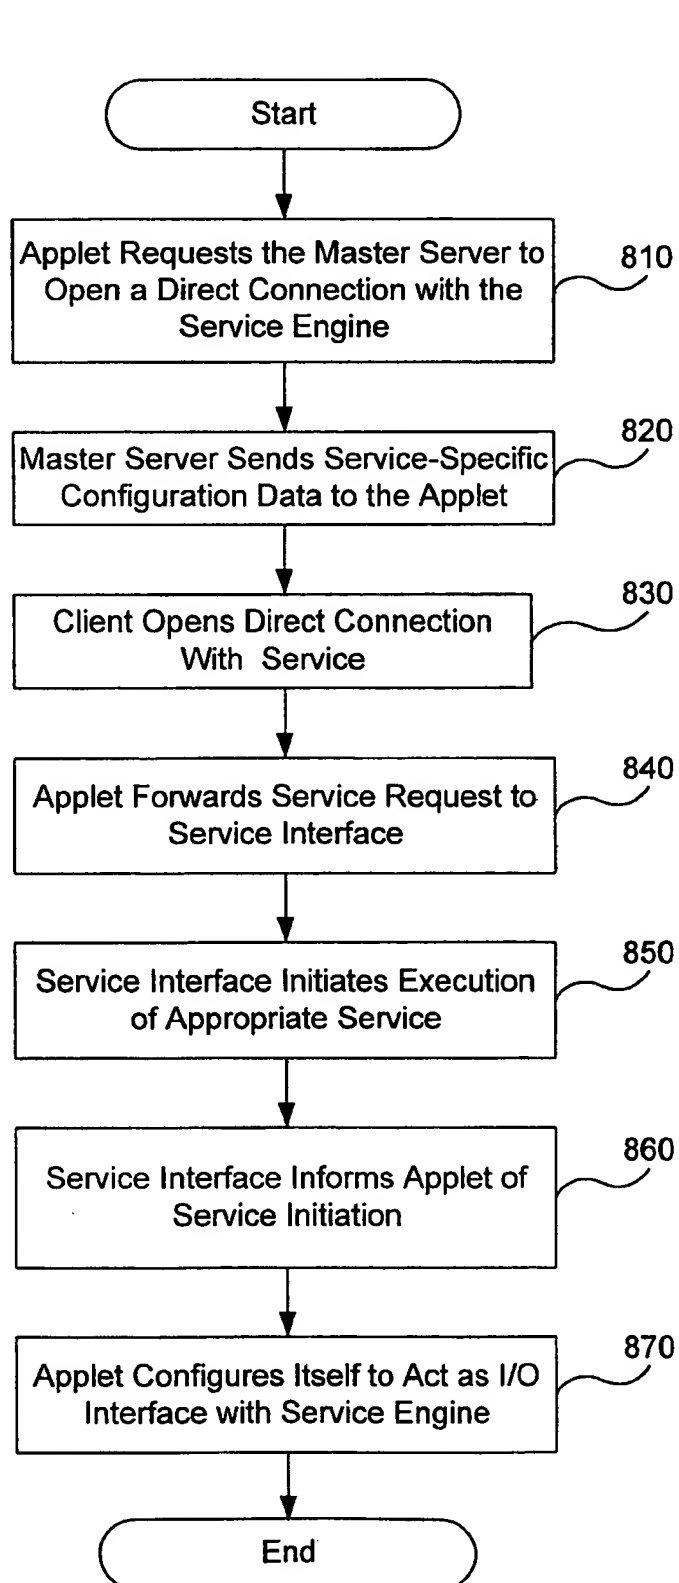 Start
Applet Requests the Master Server to
Open a Direct Connection with the
Service Engine
810
Master Server Sends Service-Specific
Configuration Data to the Applet
820
Client Opens Direct Connection
With Service
830
Applet Forwards Service Request to
Service Interface
840
Service Interface Initiates Execution
of Appropriate Service
850
Service Interface Informs Applet of
Service Initiation
860
Applet Configures Itself to Act as I/O
Interface with Service Engine
870
End